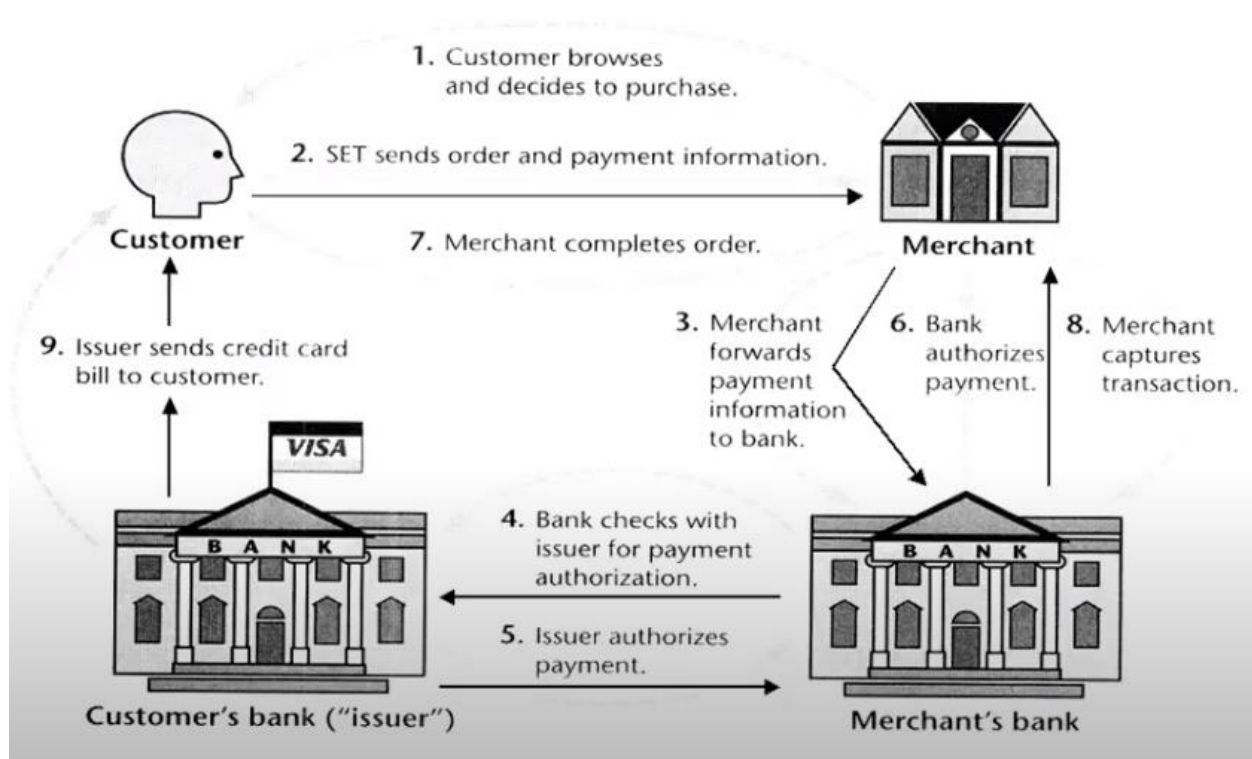 1. Customer browses
and decides to purchase.
2. SET sends order and payment information.
Customer
7. Merchant completes order.
Merchant
3. Merchant
forwards
payment
information
to bank.
6. Bank
authorizes
payment.
8. Merchant
captures
transaction.
9. Issuer sends credit card
bill to customer.
VISA
BANK
4. Bank checks with
issuer for payment
authorization.
5. Issuer authorizes
payment.
BANK
Customer's bank ("issuer")
Merchant's bank